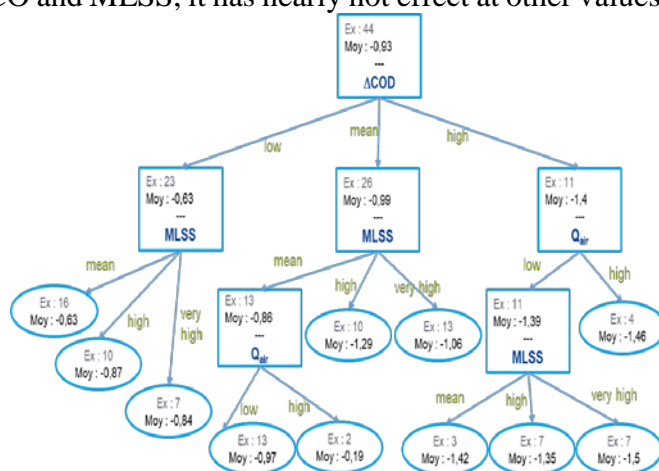 CO and MLSS, it has nearly not effect at other values
Ex : 44
Moy : -0,93
---
ΔCOD
low
mean
high
Ex : 23
Moy : -0,63
---
MLSS
Ex : 26
Moy : -0,99
---
MLSS
Ex : 11
Moy : -1,4
---
Qair
mean
high
very
high
mean
high
very high
low
high
Ex : 16
Moy : -0,63
Ex : 10
Moy : -0,87
Ex : 7
Moy : -0,84
Ex : 13
Moy : -0,86
---
Qair
Ex : 10
Moy : -1,29
Ex : 13
Moy : -1,06
Ex : 11
Moy : -1,39
---
MLSS
Ex : 4
Moy : -1,46
low
high
mean
high
very high
Ex : 13
Moy : -0,97
Ex : 2
Moy : -0,19
Ex : 3
Moy : -1,42
Ex : 7
Moy : -1,35
Ex : 7
Moy : -1,5